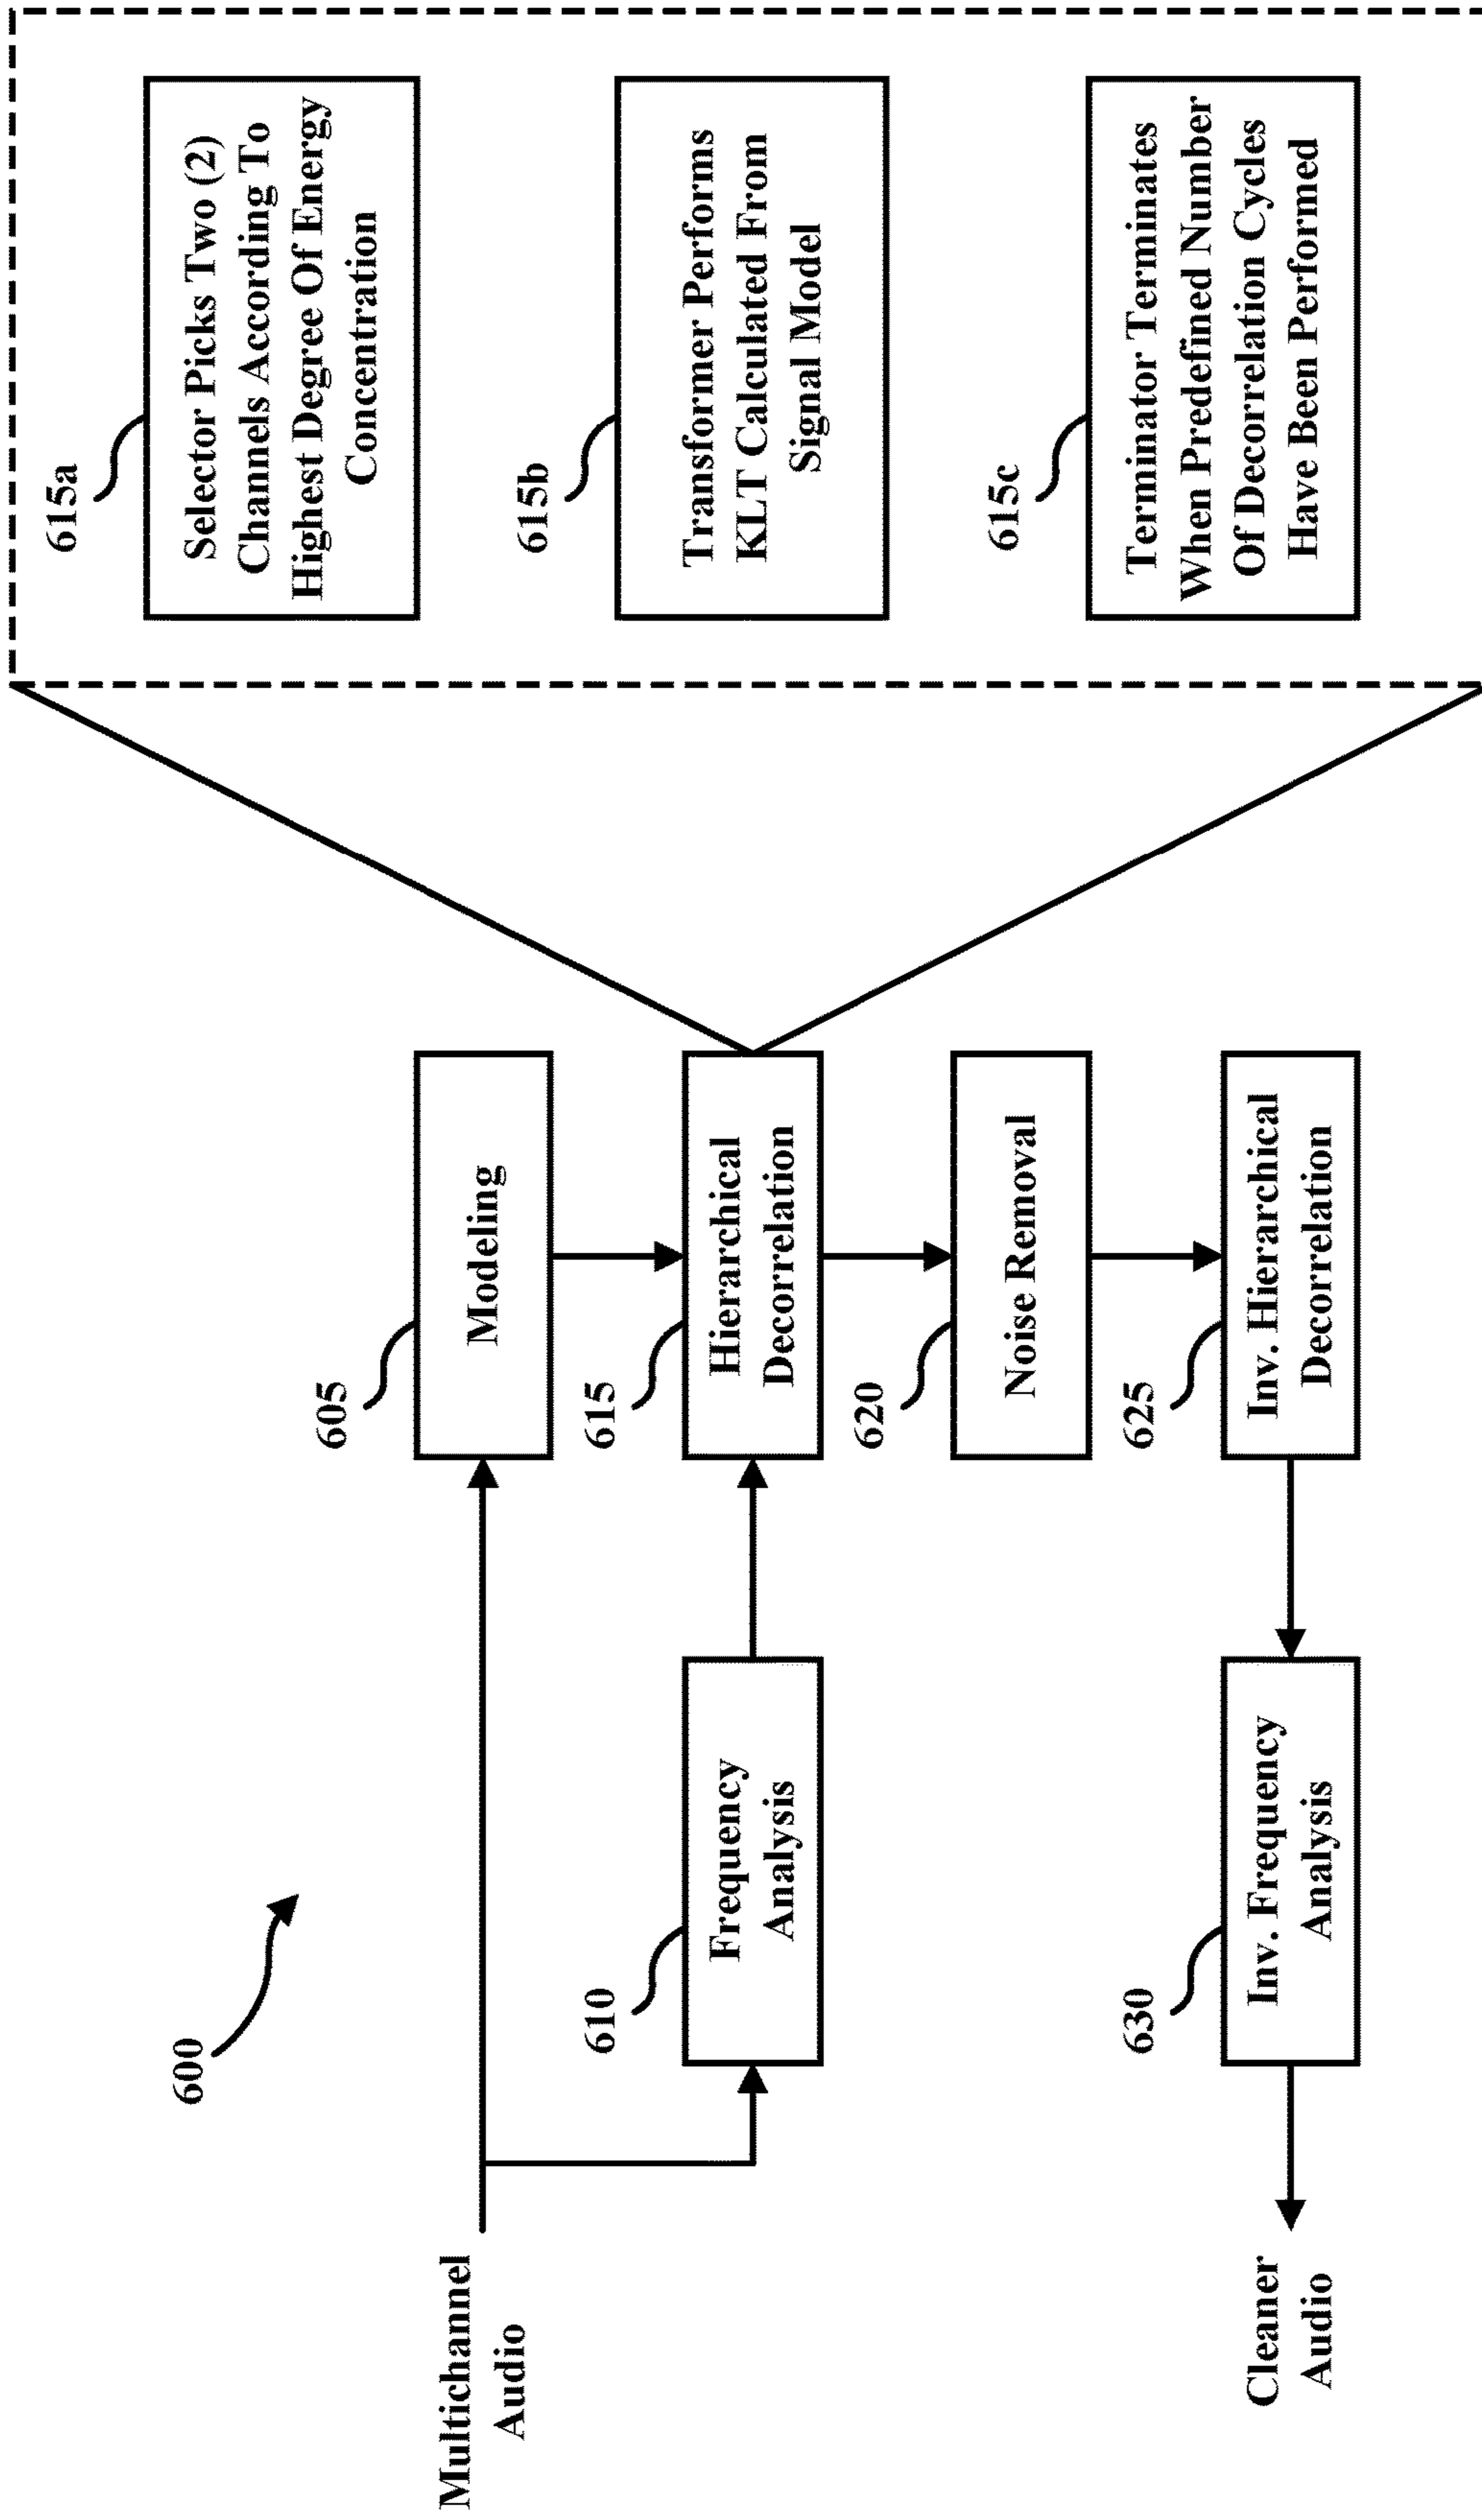 600
Multichannel
Audio
605
Modeling
610
Frequency
Analysis
615
Hierarchical
Decorrelation
620
Noise Removal
625
Inv. Hierarchical
Decorrelation
630
Inv. Frequency
Analysis
Cleaner
Audio
615a
Selector Picks Two (2)
Channels According To
Highest Degree Of Energy
Concentration
615b
Transformer Performs
KLT Calculated From
Signal Model
615c
Terminator Terminates
When Predefined Number
Of Decorrelation Cycles
Have Been Performed